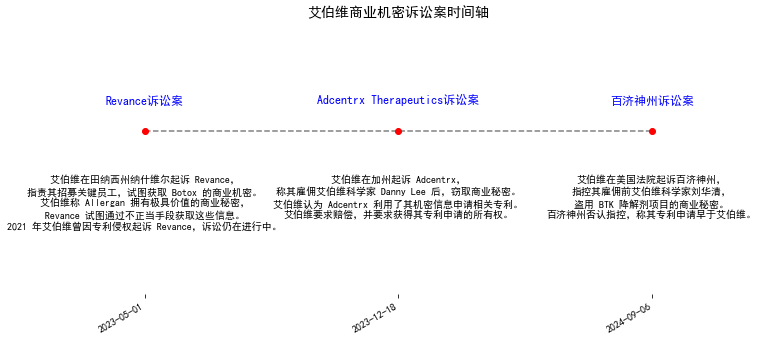 艾伯维商业机密诉讼案时间轴
Revance诉讼案
艾伯维在田纳西州纳什维尔起诉 Revance，
指责其招募关键员工，试图获取 Botox 的商业机密。
艾伯维称 Allergan 拥有极具价值的商业秘密，
Revance 试图通过不正当手段获取这些信息。
2021 年艾伯维曾因专利侵权起诉 Revance，诉讼仍在进行中。
Adcentrx Therapeutics诉讼案
艾伯维在加州起诉 Adcentrx，
称其雇佣艾伯维科学家 Danny Lee 后，窃取商业秘密。
艾伯维认为 Adcentrx 利用了其机密信息申请相关专利。
艾伯维要求赔偿，并要求获得其专利申请的所有权。
百济神州诉讼案
艾伯维在美国法院起诉百济神州，
指控其雇佣前艾伯维科学家刘华清，
盗用 BTK 降解剂项目的商业秘密。
百济神州否认指控，称其专利申请早于艾伯维。
2023-05-01
2023-12-18
2024-09-06